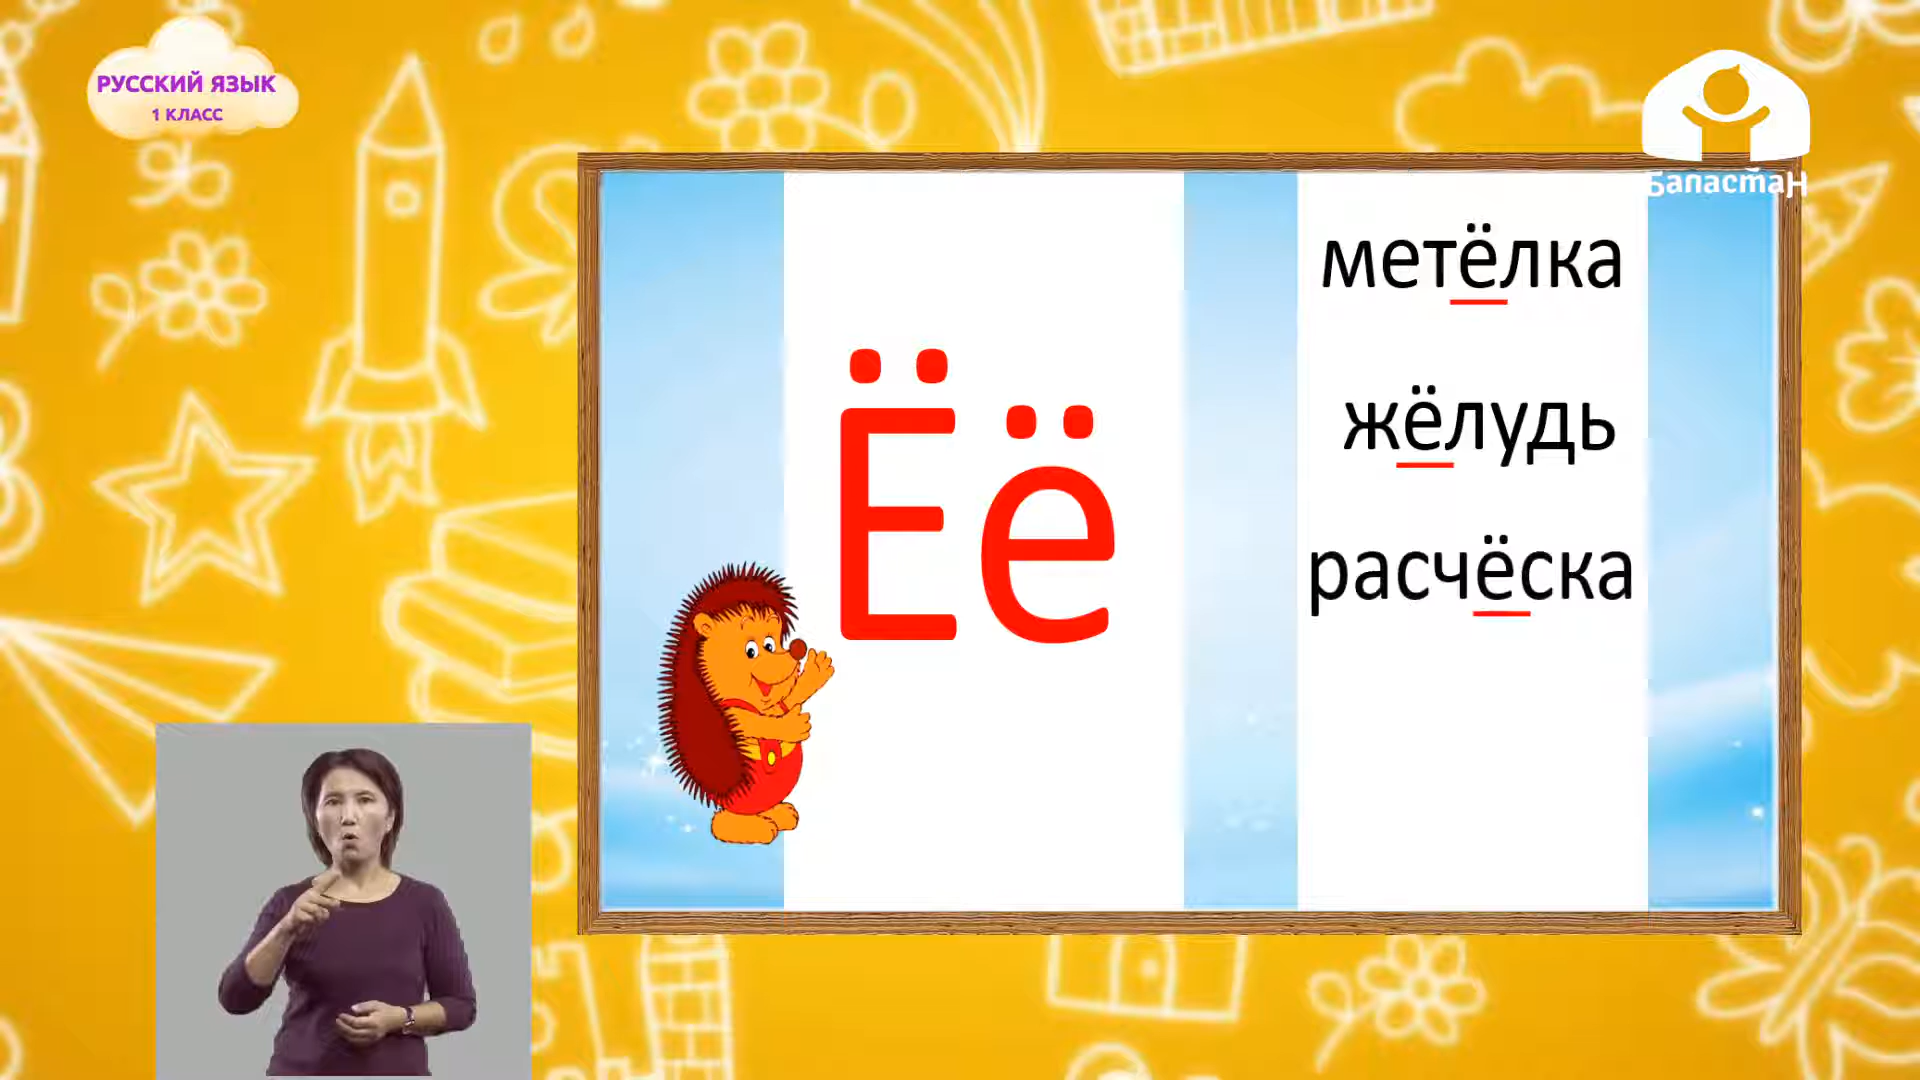 РУССКИЙ ЯЗЫК
1 КЛАСС
Баластан
Ёё
метёлка
жёлудь
расчёска